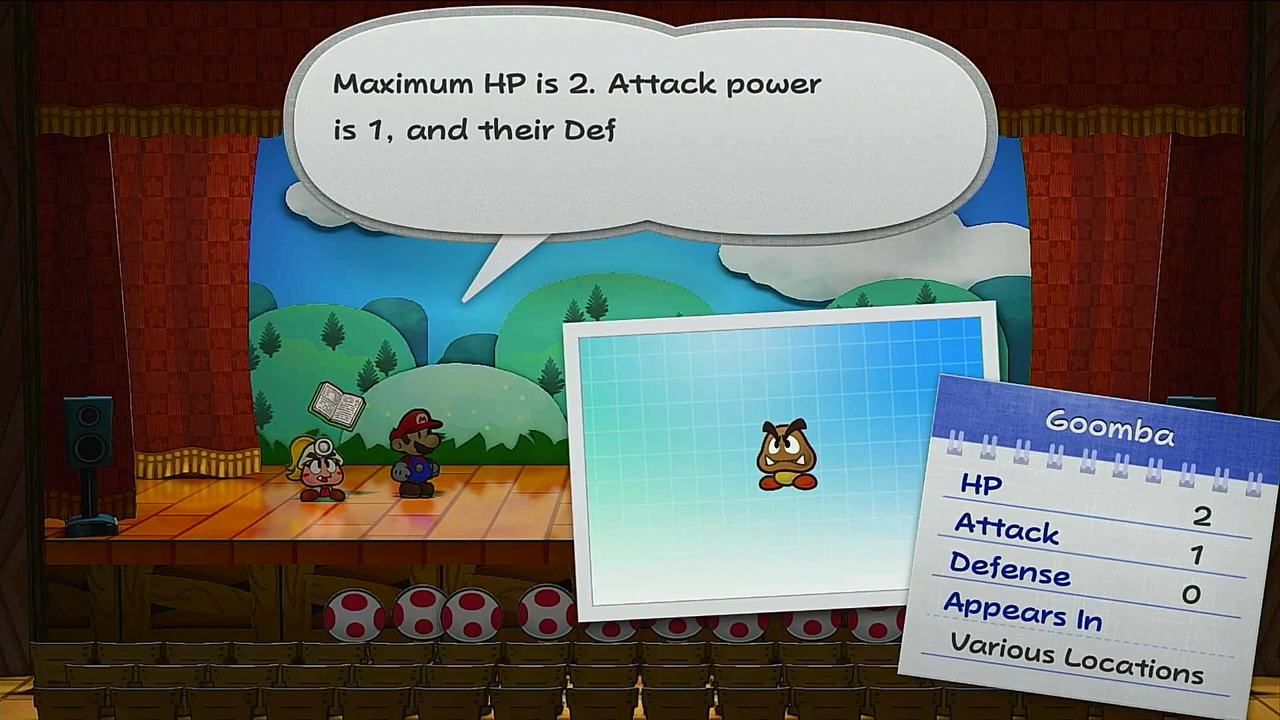 Maximum HP is 2. Attack power
is 1, and their Def
Goomba
HP 2
Attack 1
Defense 0
Appears In
Various Locations